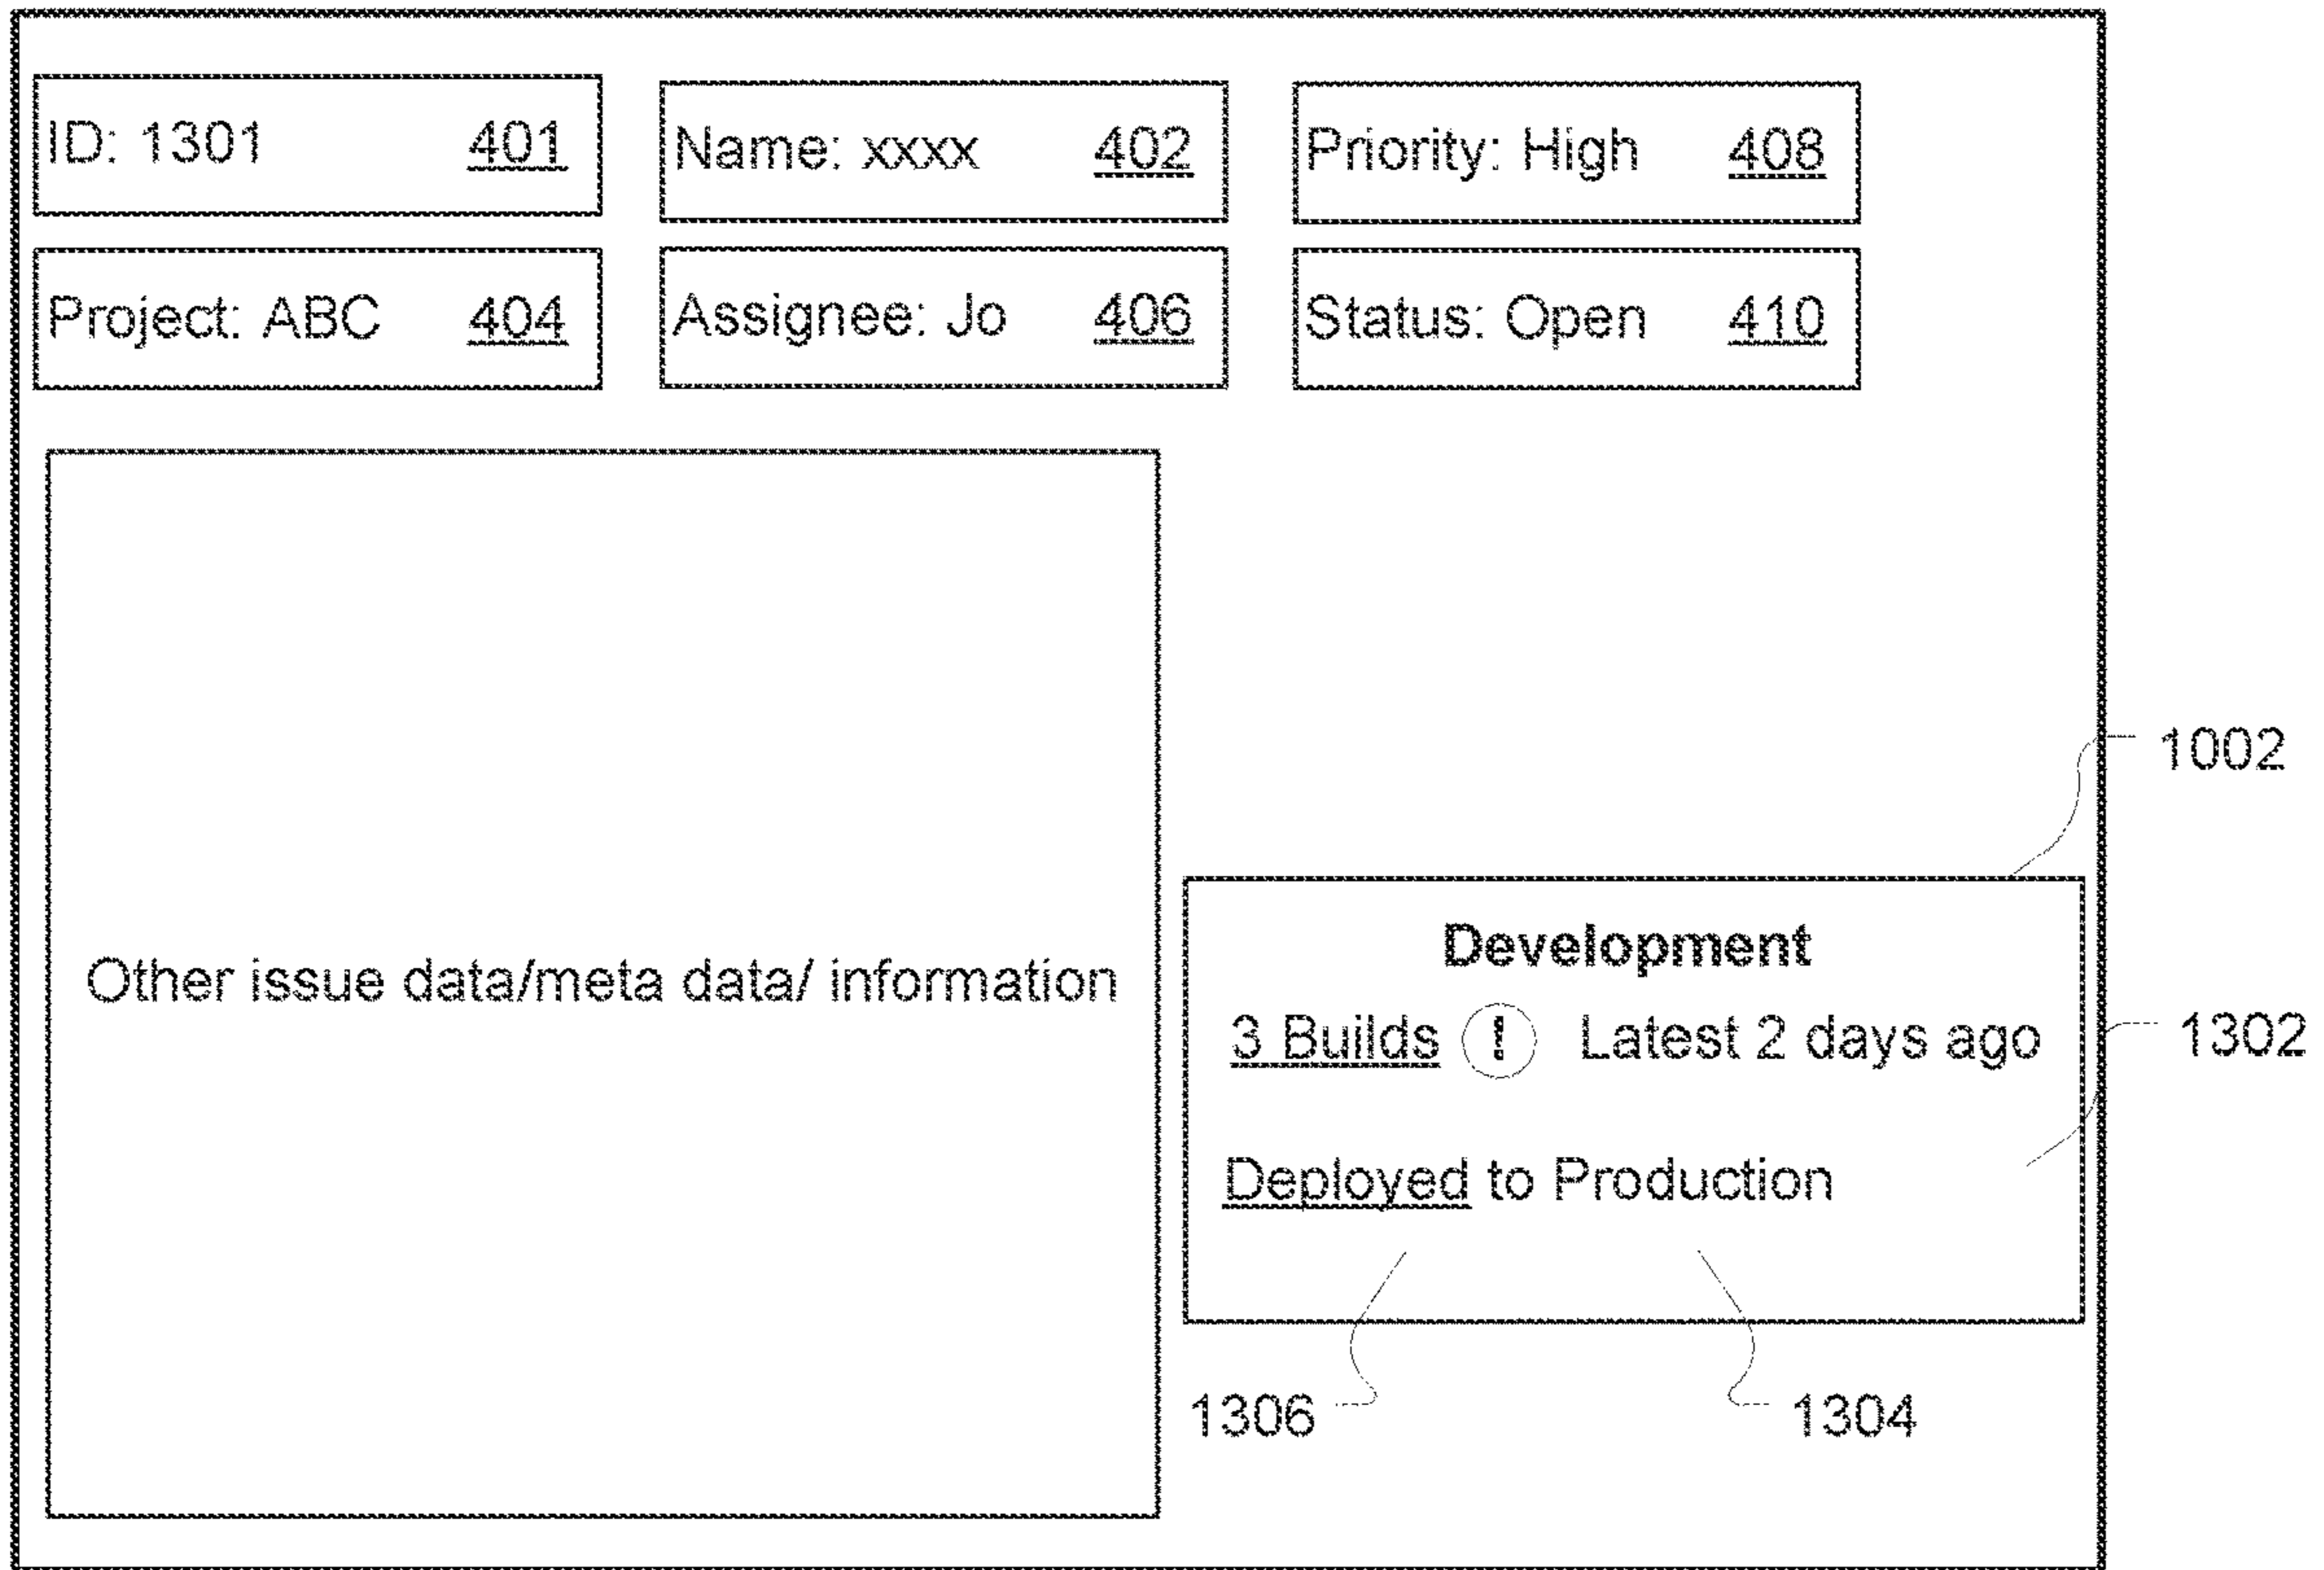 ID: 1301 401
Name: xxxx 402
Priority: High 408
Project: ABC 404
Assignee: Jo 406
Status: Open 410
1002
Other issue data/meta data/ information
Development
3 Builds ! Latest 2 days ago
1302
Deployed to Production
1306
1304